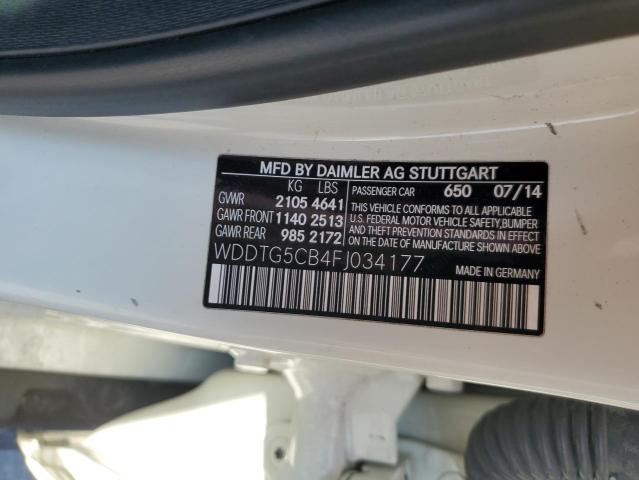 MFD BY DAIMLER AG STUTTGART
KG LBS
GVWR 2105 4641
GAWR FRONT 1140 2513
GAWR REAR 985 2172
PASSENGER CAR 650 07/14
THIS VEHICLE CONFORMS TO ALL APPLICABLE
U.S. FEDERAL MOTOR VEHICLE SAFETY,BUMPER
AND THEFT PREVENTION STANDARDS IN EFFECT
ON THE DATE OF MANUFACTURE SHOWN ABOVE.
WDDTG5CB4FJ034177
MADE IN GERMANY